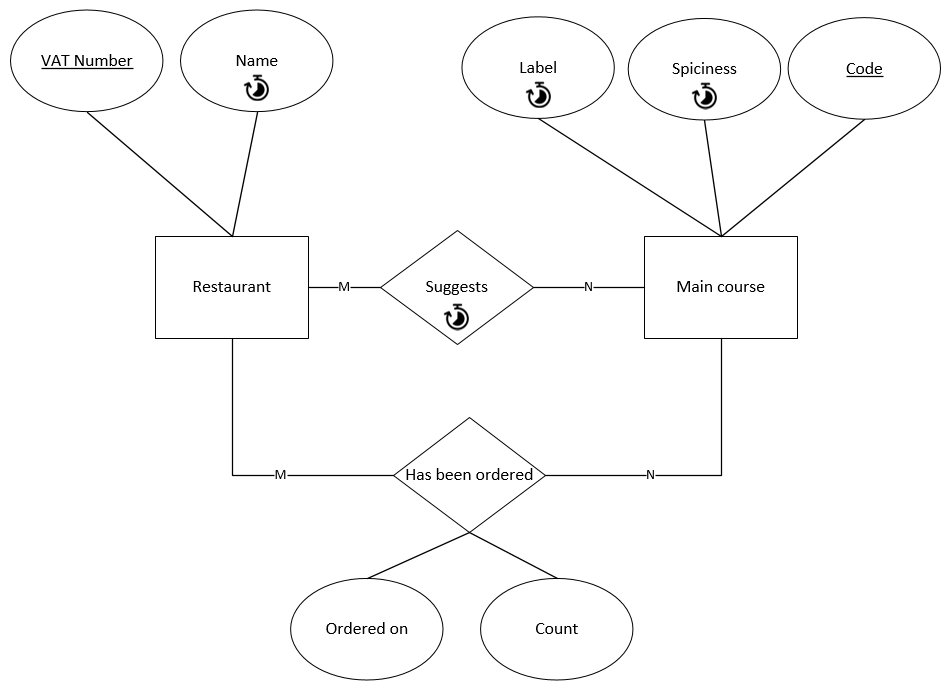 VAT Number
Name
Label
Spiciness
Code
Restaurant
M
Suggests
N
Main course
M
Has been ordered
N
Ordered on
Count